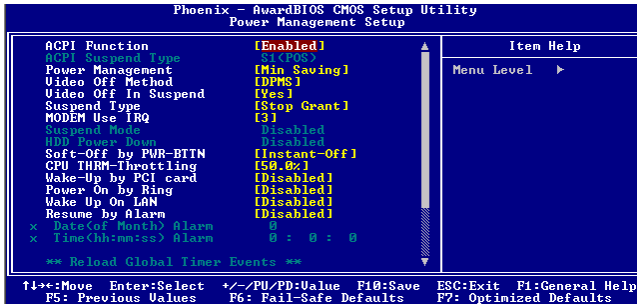 Phoenix - AwardBIOS CMOS Setup Utility
Power Management Setup
ACPI Function [Enabled]
ACPI Suspend Type S1(POS)
Power Management [Min Saving]
Video Off Method [DPMS]
Video Off In Suspend [Yes]
Suspend Type [Stop Grant]
MODEM Use IRQ [3]
Suspend Mode Disabled
HDD Power Down Disabled
Soft-Off by PWR-BTTN [Instant-Off]
CPU THRM-Throttling [50.0%]
Wake-Up by PCI card [Disabled]
Power On by Ring [Disabled]
Wake Up On LAN [Disabled]
Resume by Alarm [Disabled]
x Date(of Month) Alarm 0
x Time(hh:mm:ss) Alarm 0 : 0 : 0
** Reload Global Timer Events **
Item Help
Menu Level ►
↑↓→←:Move Enter:Select +/-/PU/PD:Value F10:Save ESC:Exit F1:General Help
F5: Previous Values F6: Fail-Safe Defaults F7: Optimized Defaults